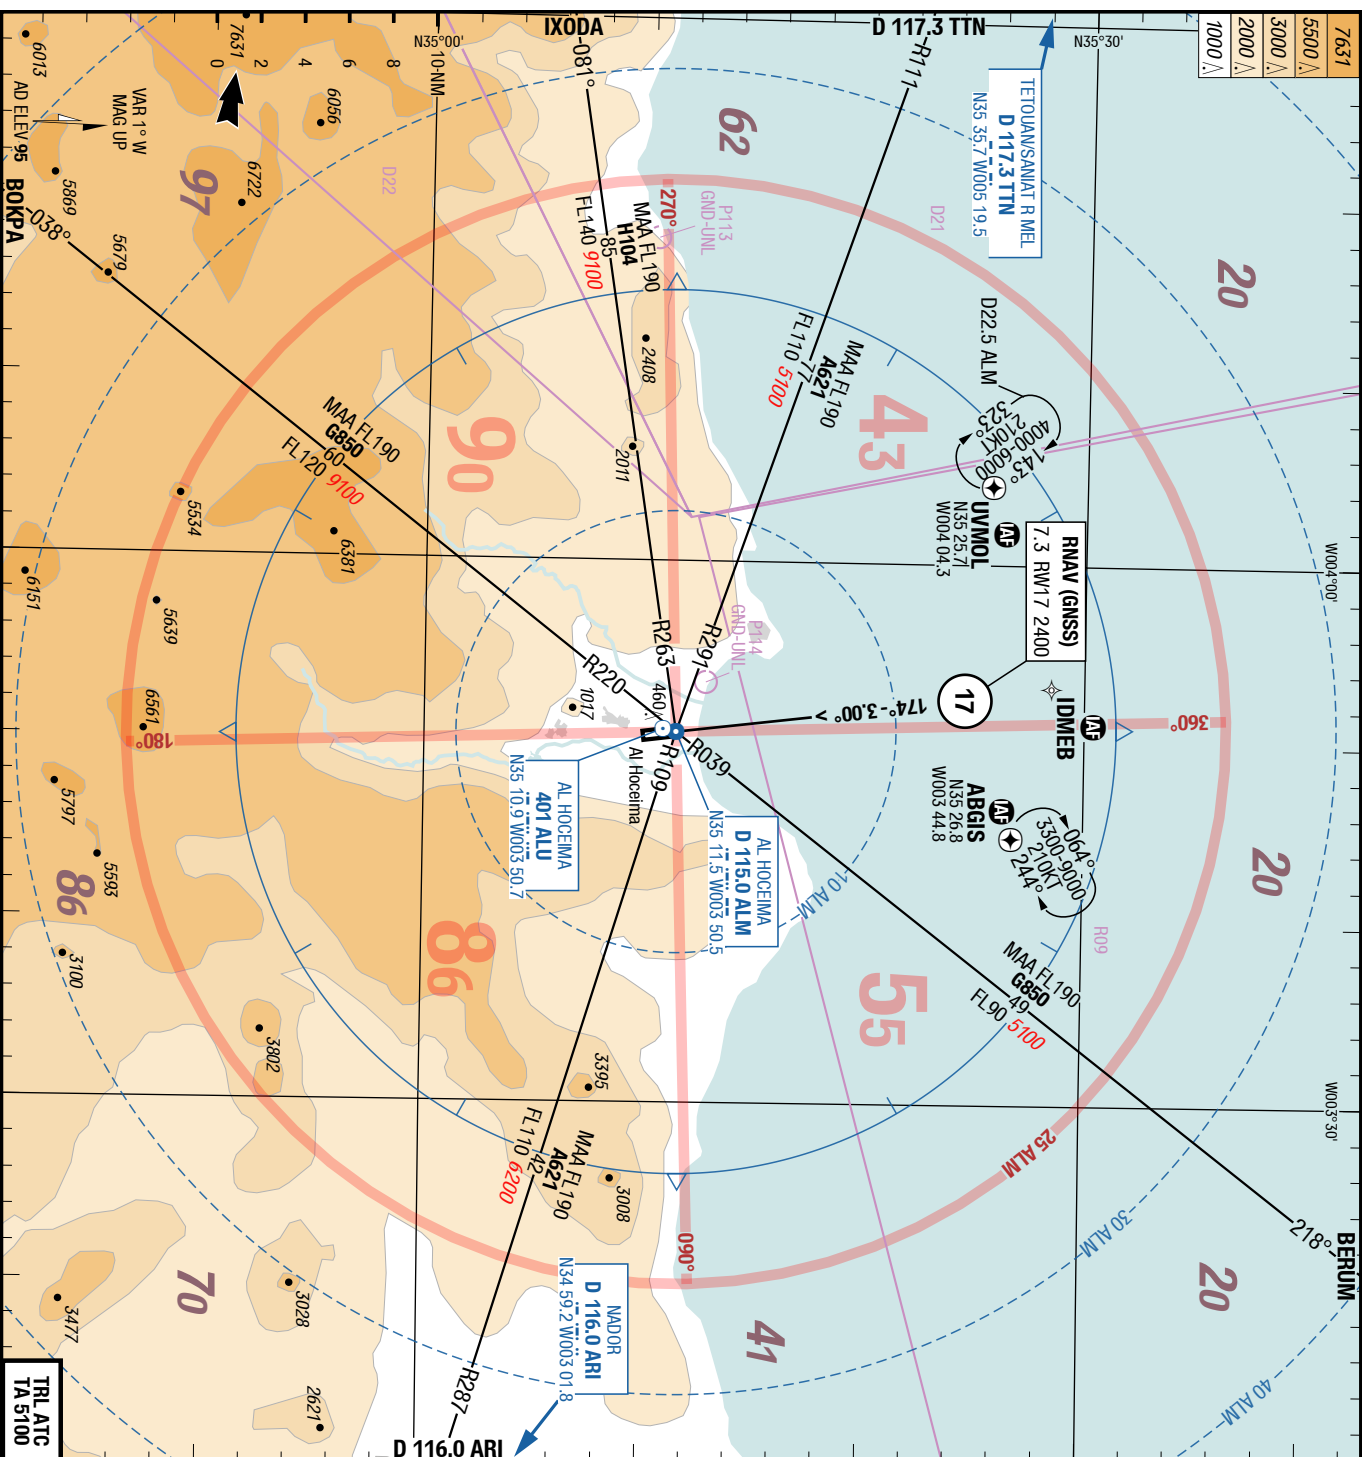 7631
5500
3000
2000
1000
D 117.3 TTN
IXODA
N35°30'
N35°00'
10-NM
8
6
4
2
0
7631
6013
6056
VAR 1° W
MAG UP
AD ELEV 95
BOKPA
038°
5869
5679
6722
97
D22
081°
R111
62
20
TETOUAN/SANIAT R MEL
D 117.3 TTN
N35 35.7 W005 19.5
D21
P113
GND-UNL
270°
MAA FL190
H104
85
FL140 9100
2408
2011
MAA FL190
A621
77
FL110 5100
43
90
D22.5 ALM
143°
4000-6000
210KT
323°
IAF
UVMOL
N35 25.7
W004 04.3
MAA FL190
G850
60
FL120 9100
5534
6381
6151
5639
6561
W004°00'
RNAV (GNSS)
7.3 RW17 2400
17
P114
GND-UNL
R291
R263
R220
1017
460
174°-3.00°
IDMEB
IAF
360°
180°
R039
R109
Al Hoceima
AL HOCEIMA
D 115.0 ALM
N35 11.5 W003 50.5
AL HOCEIMA
401 ALU
N35 10.9 W003 50.7
ABGIS
IAF
N35 26.8
W003 44.8
064°
3300-9000
210KT
244°
20
10 ALM
R09
5797
5593
86
3100
86
55
MAA FL190
G850
49
FL90 5100
3802
3395
3008
W003°30'
25 ALM
30 ALM
40 ALM
MAA FL190
A621
42
FL110 6200
090°
218°
BERUM
20
41
NADOR
D 116.0 ARI
N34 59.2 W003 01.8
70
3028
3477
2621
R287
D 116.0 ARI
TRL ATC
TA 5100